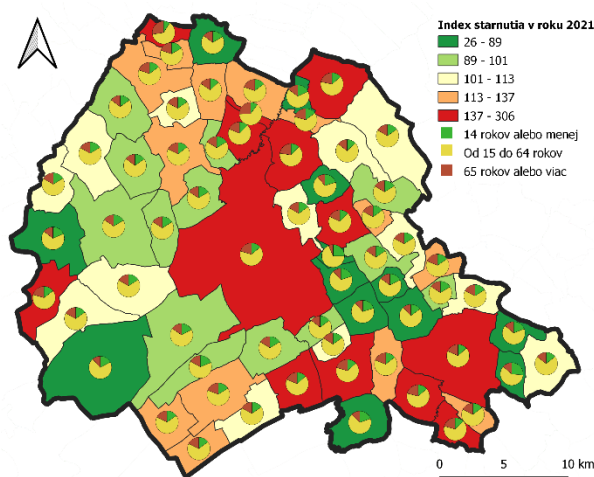 Index starnutia v roku 2021
26 - 89
89 - 101
101 - 113
113 - 137
137 - 306
14 rokov alebo menej
Od 15 do 64 rokov
65 rokov alebo viac
0 5 10 km